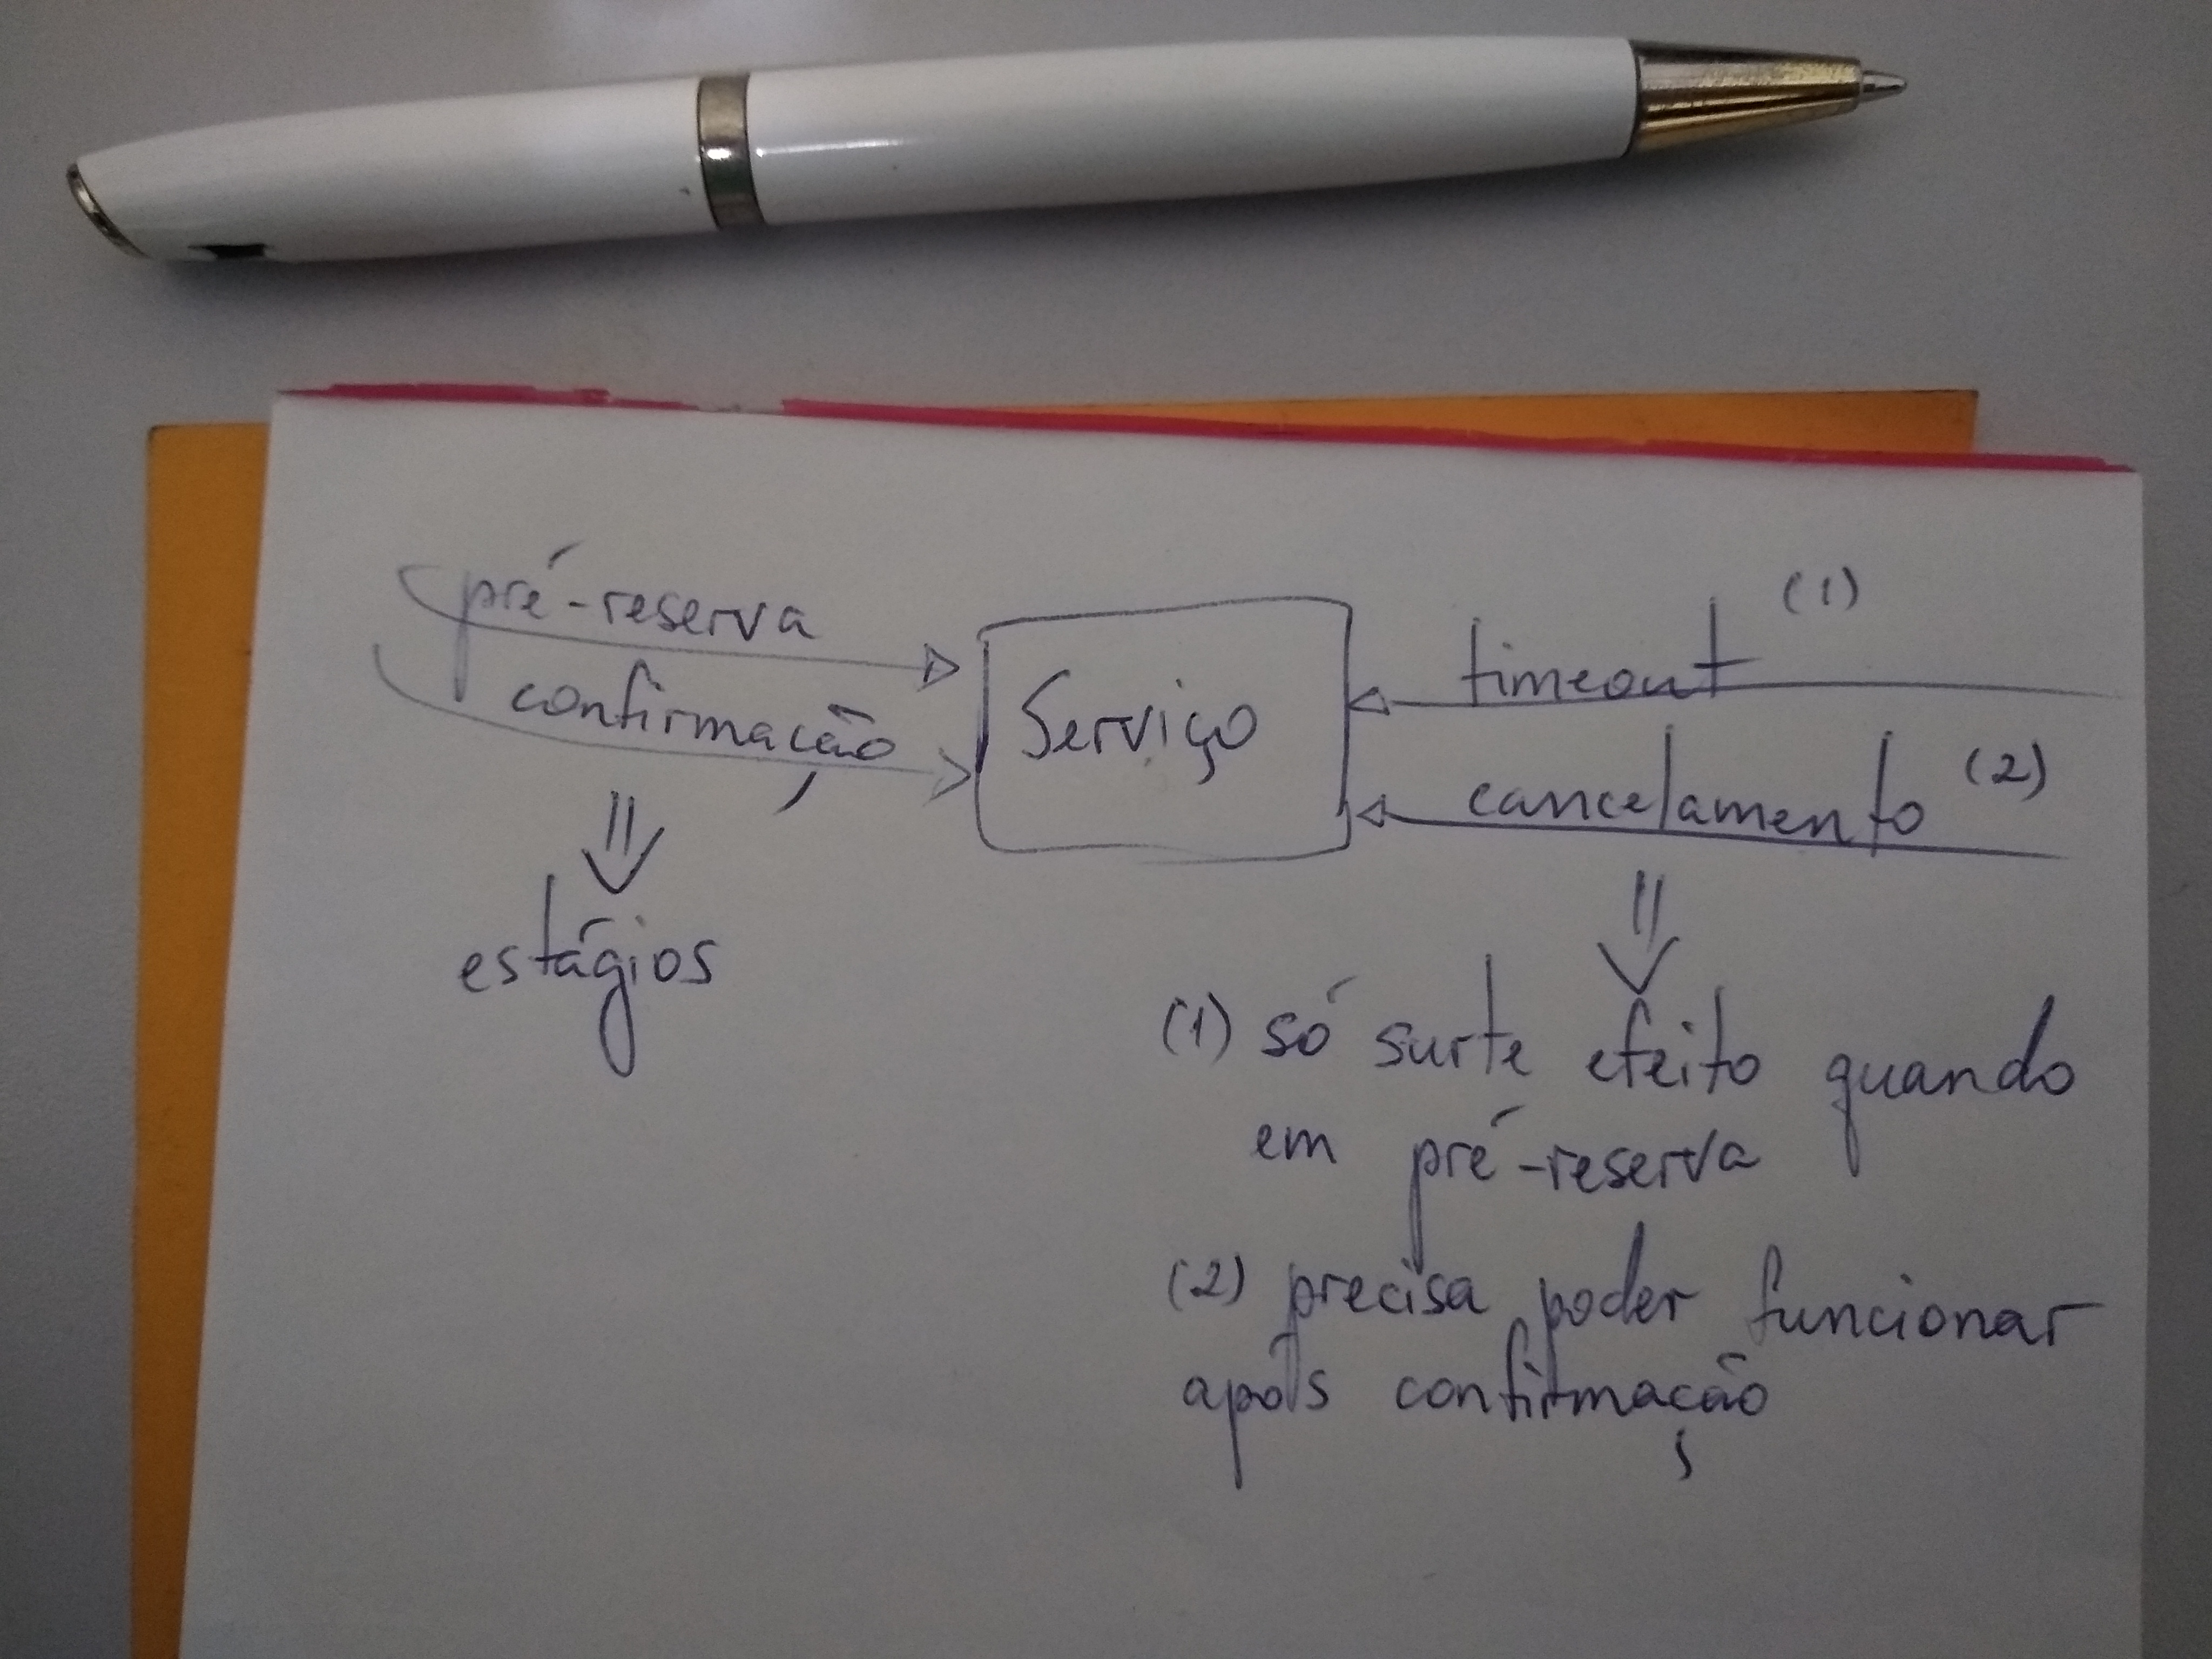 pré-reserva
confirmação
estágios
Serviço
timeout (1)
cancelamento (2)
(1) só surte efeito quando
em pré-reserva
(2) precisa poder funcionar
após confirmação